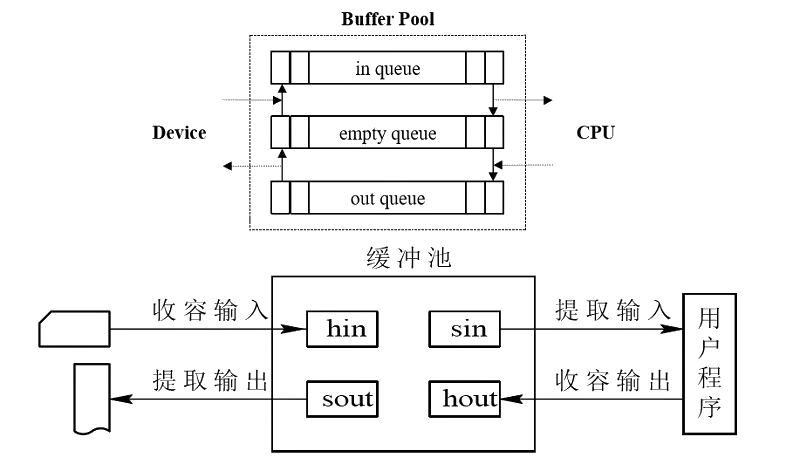 Buffer Pool
in queue
Device
empty queue
CPU
out queue
缓冲池
收容输入
hin
sin
提取输入
提取输出
sout
hout
收容输出
用户程序